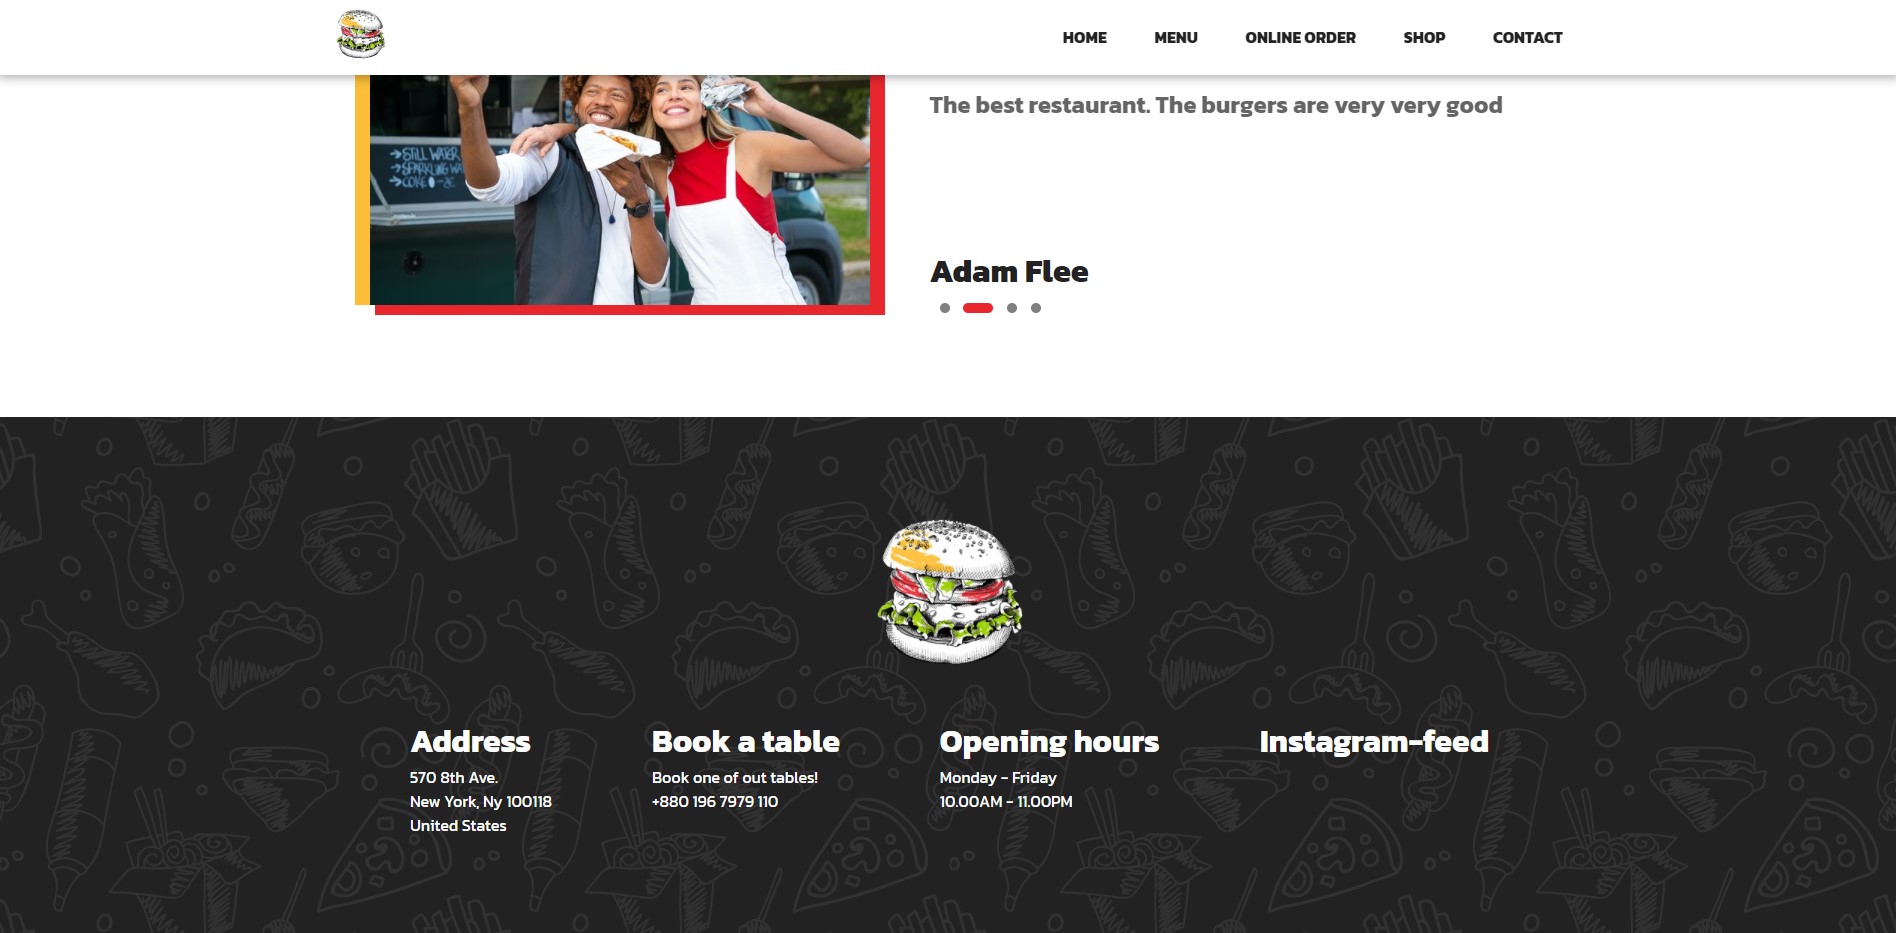 HOME MENU ONLINE ORDER SHOP CONTACT
The best restaurant. The burgers are very very good
STILL WATER
SPARKLING WA
COKE
Adam Flee
Address
570 8th Ave.
New York, Ny 100118
United States
Book a table
Book one of out tables!
+880 196 7979 110
Opening hours
Monday - Friday
10.00AM - 11.00PM
Instagram-feed